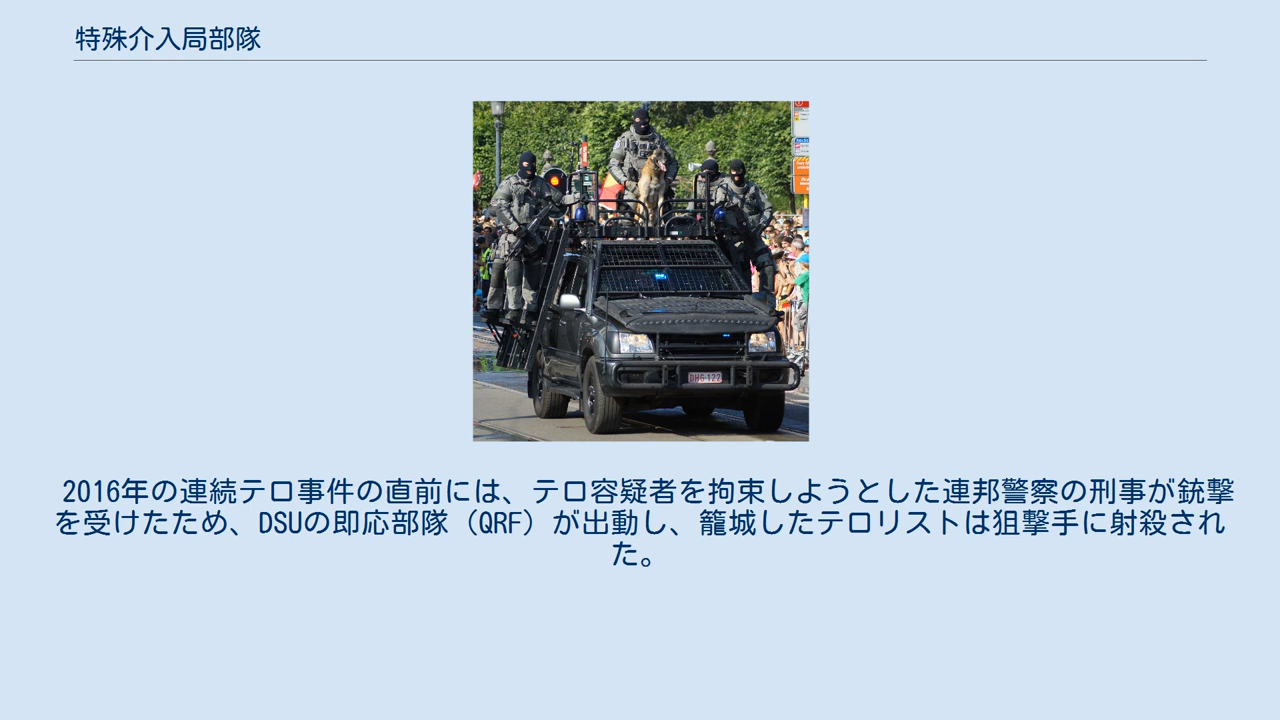 特殊介入局部隊
DHG-122
2016年の連続テロ事件の直前には、テロ容疑者を拘束しようとした連邦警察の刑事が銃撃
を受けたため、DSUの即応部隊（QRF）が出動し、籠城したテロリストは狙撃手に射殺され
た。